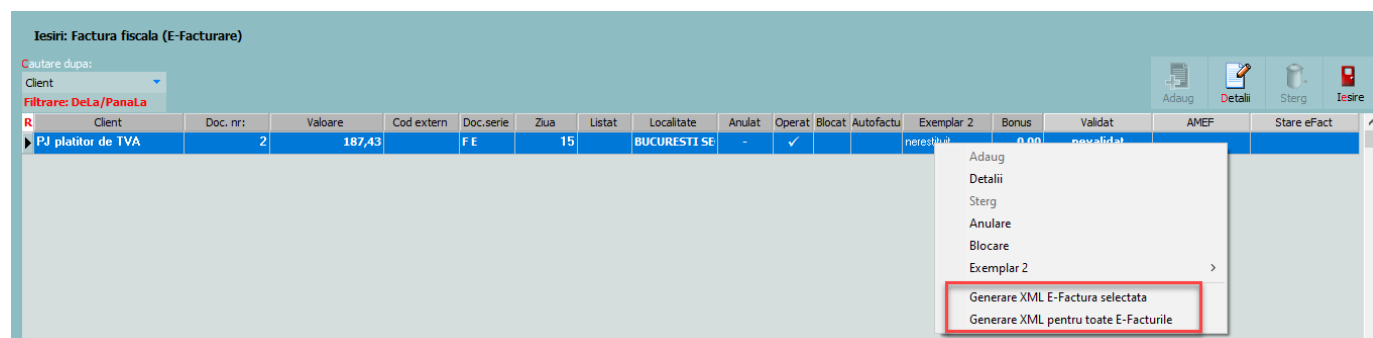 Iesiri: Factura fiscala (E-Facturare)
Cautare dupa:
Client
Filtrare: DeLa/PanaLa
Adaug Detalii Sterg Iesire
R Client Doc. nr: Valoare Cod extern Doc.serie Ziua Listat Localitate Anulat Operat Blocat Autofactu Exemplar 2 Bonus Validat AMEF Stare eFact
PJ platitor de TVA 2 187,43 F E 15 BUCURESTI SE - ✓ nerestituit 0.00 nevalidat
Adaug
Detalii
Sterg
Anulare
Blocare
Exemplar 2 >
Generare XML E-Factura selectata
Generare XML pentru toate E-Facturile